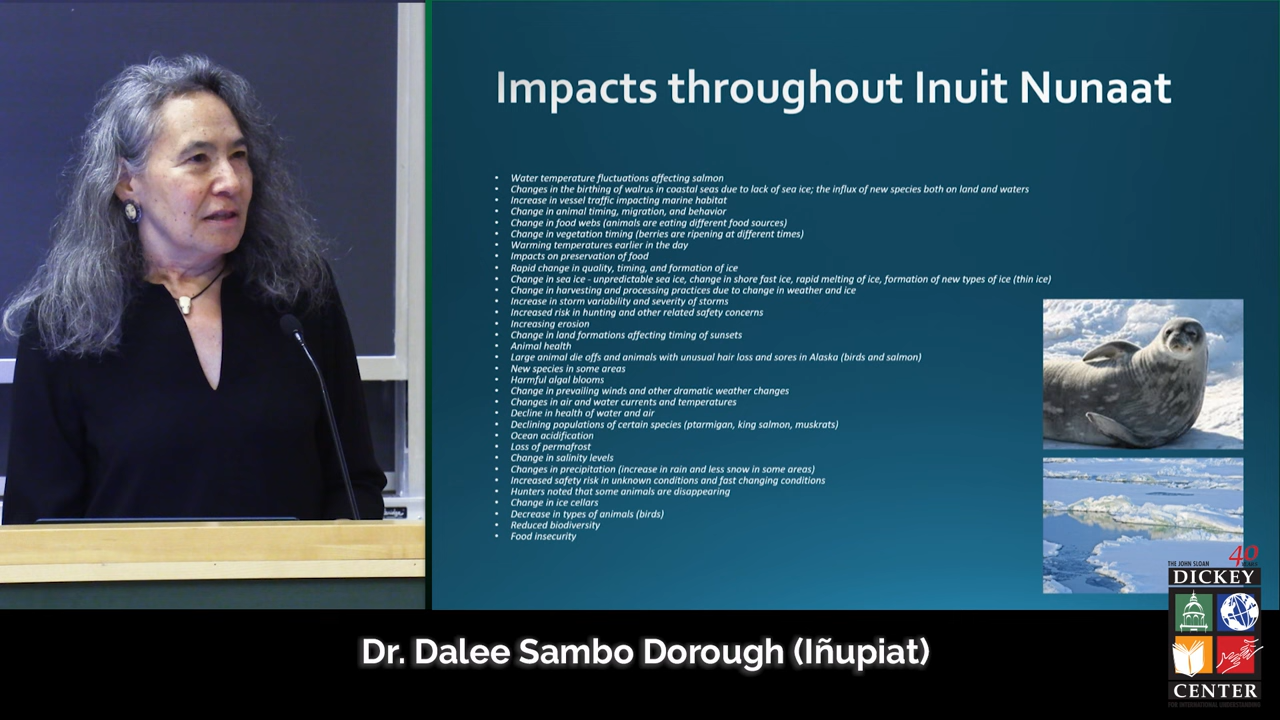 Impacts throughout Inuit Nunaat
• Water temperature fluctuations affecting salmon
• Changes in the birthing of walrus in coastal seas due to lack of sea ice; the influx of new species both on land and waters
• Increase in vessel traffic impacting marine habitat
• Change in animal timing, migration, and behavior
• Change in food webs (animals are eating different food sources)
• Change in vegetation timing (berries are ripening at different times)
• Warming temperatures earlier in the day
• Impacts on preservation of food
• Rapid change in quality, timing, and formation of ice
• Change in sea ice - unpredictable sea ice, change in shore fast ice, rapid melting of ice, formation of new types of ice (thin ice)
• Change in harvesting and processing practices due to change in weather and ice
• Increase in storm variability and severity of storms
• Increased risk in hunting and other related safety concerns
• Increasing erosion
• Change in land formations affecting timing of sunsets
• Animal health
• Large animal die offs and animals with unusual hair loss and sores in Alaska (birds and salmon)
• New species in some areas
• Harmful algal blooms
• Change in prevailing winds and other dramatic weather changes
• Changes in air and water currents and temperatures
• Decline in health of water and air
• Declining populations of certain species (ptarmigan, king salmon, muskrats)
• Ocean acidification
• Loss of permafrost
• Change in salinity levels
• Changes in precipitation (increase in rain and less snow in some areas)
• Increased safety risk in unknown conditions and fast changing conditions
• Hunters noted that some animals are disappearing
• Change in ice cellars
• Decrease in types of animals (birds)
• Reduced biodiversity
• Food insecurity
40
THE JOHN SLOAN
DICKEY
CENTER
FOR INTERNATIONAL UNDERSTANDING
Dr. Dalee Sambo Dorough (Iñupiat)